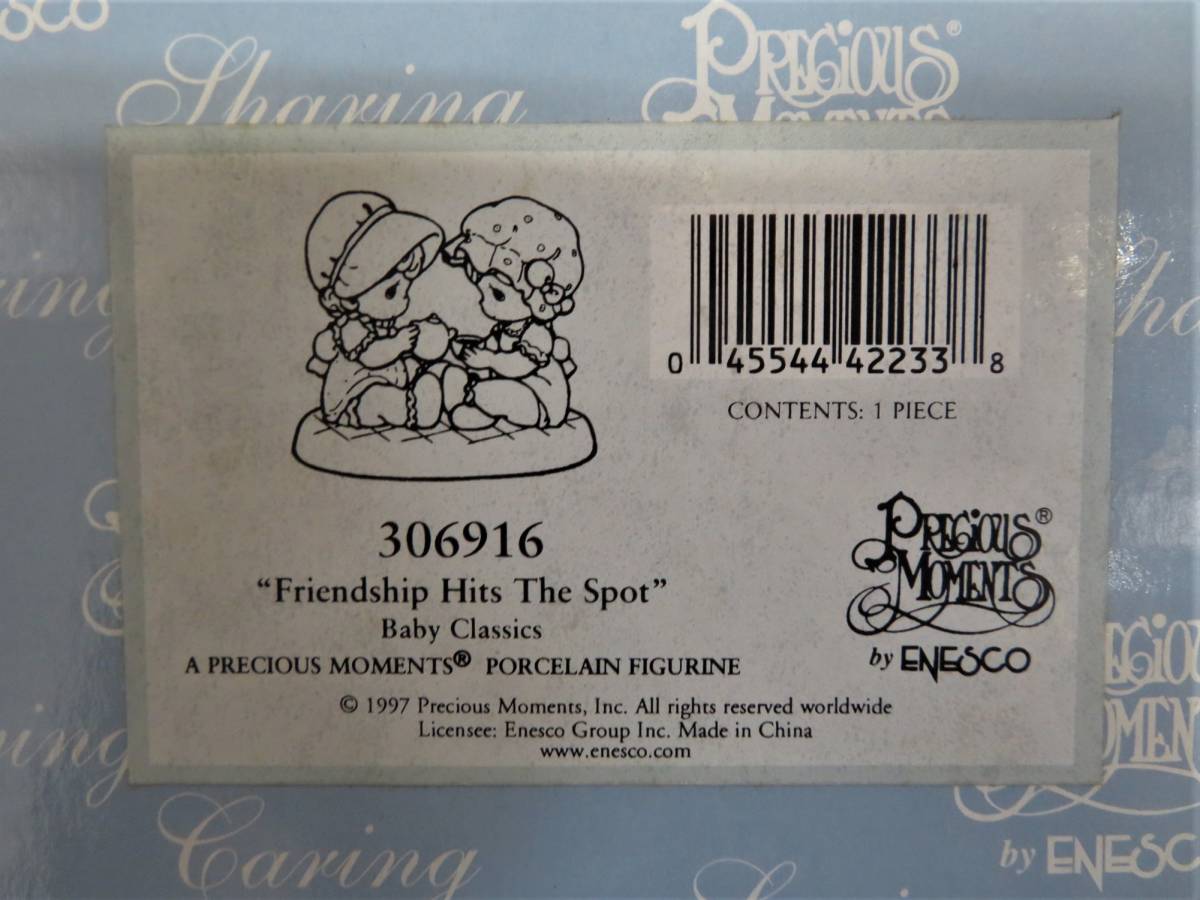 ESCO
Sharing
PRECIOUS®
MOMENTS
0 45544 42233 8
CONTENTS: 1 PIECE
306916
“Friendship Hits The Spot”
Baby Classics
A PRECIOUS MOMENTS® PORCELAIN FIGURINE
© 1997 Precious Moments, Inc. All rights reserved worldwide
Licensee: Enesco Group Inc. Made in China
www.enesco.com
PRECIOUS®
MOMENTS
by ENESCO
Caring
by ENESC